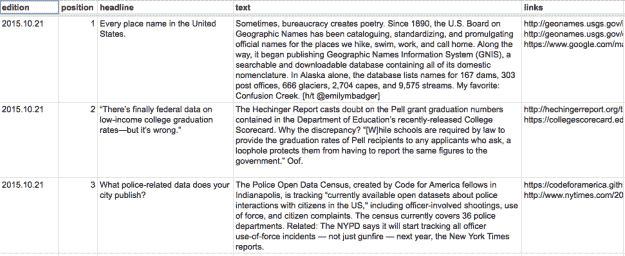 edition position headline text links
2015.10.21 1 Every place name in the United Sometimes, bureaucracy creates poetry. Since 1890, the U.S. Board on http://geonames.usgs.gov/
States. Geographic Names has been cataloguing, standardizing, and promulgating http://geonames.usgs.gov/
official names for the places we hike, swim, work, and call home. Along the https://www.google.com/ma
way, it began publishing Geographic Names Information System (GNIS), a
searchable and downloadable database containing all of its domestic
nomenclature. In Alaska alone, the database lists names for 167 dams, 303
post offices, 666 glaciers, 2,704 capes, and 9,575 streams. My favorite:
Confusion Creek. [h/t @emilymbadger]
2015.10.21 2 “There's finally federal data on The Hechinger Report casts doubt on the Pell grant graduation numbers http://hechingerreport.org/t
low-income college graduation contained in the Department of Education's recently-released College https://collegescorecard.ed
rates—but it's wrong.” Scorecard. Why the discrepancy? “[W]hile schools are required by law to
provide the graduation rates of Pell recipients to any applicants who ask, a
loophole protects them from having to report the same figures to the
government.” Oof.
2015.10.21 3 What police-related data does your The Police Open Data Census, created by Code for America fellows in https://codeforamerica.gith
city publish? Indianapolis, is tracking “currently available open datasets about police http://www.nytimes.com/20
interactions with citizens in the US,” including officer-involved shootings, use
of force, and citizen complaints. The census currently covers 36 police
departments. Related: The NYPD says it will start tracking all officer
use-of-force incidents — not just gunfire — next year, the New York Times
reports.